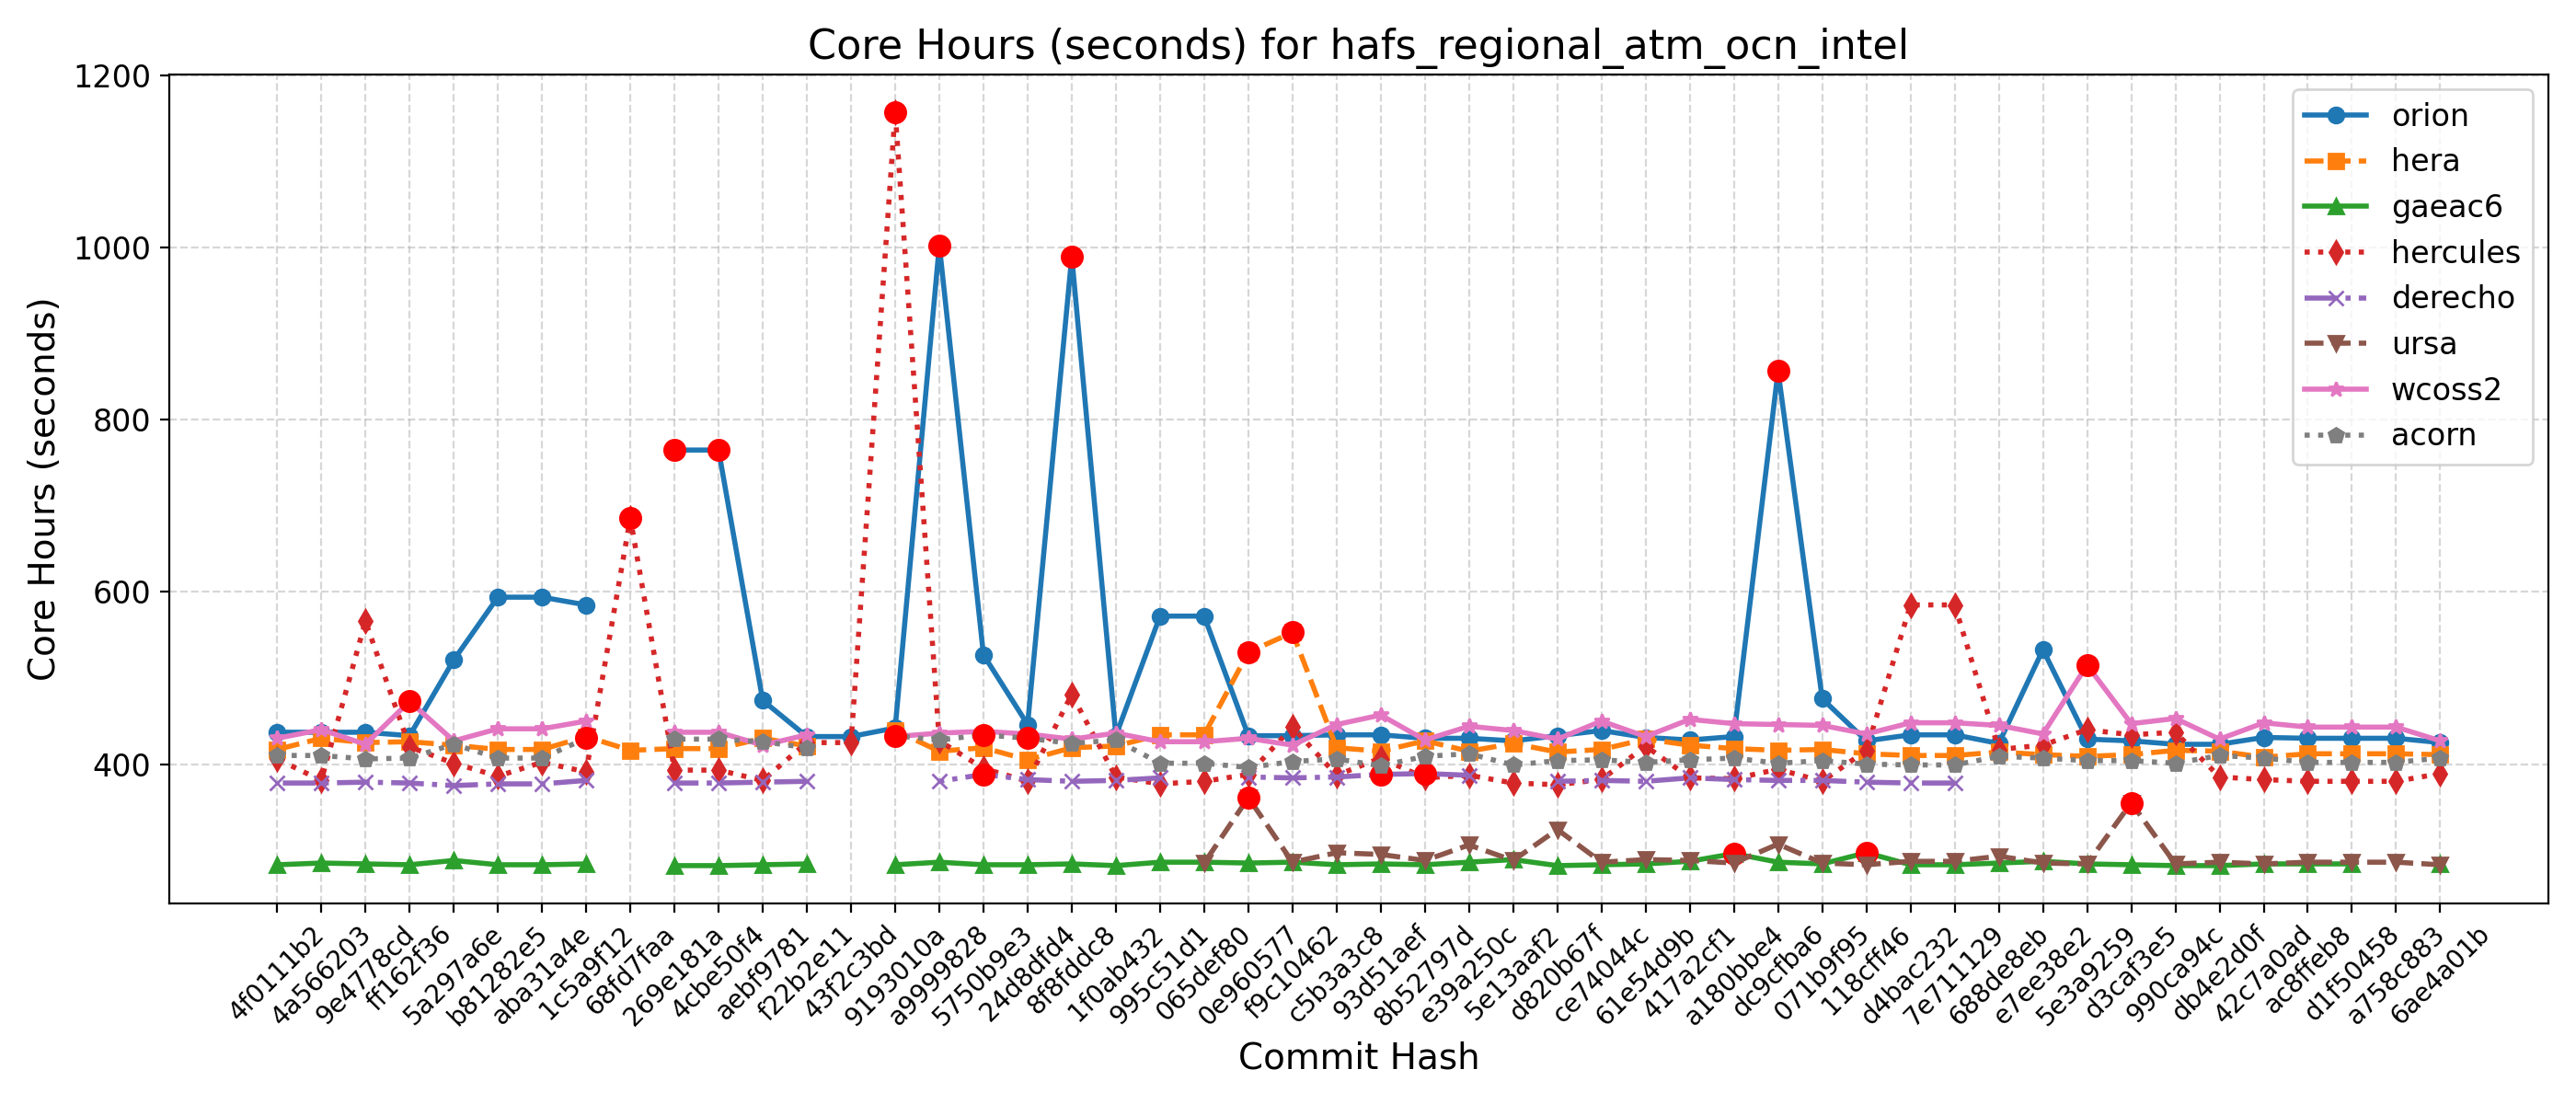 Core Hours (seconds) for hafs_regional_atm_ocn_intel
Core Hours (seconds)
1200
1000
800
600
400
orion
hera
gaeac6
hercules
derecho
ursa
wcoss2
acorn
4f0111b2
4a566203
9e4778cd
ff162f36
5a297a6e
b81282e5
aba31a4e
1c5a9f12
68fd7faa
269e181a
4cbe50f4
aebf9781
f22b2e11
43f2c3bd
9193010a
a9999828
5750b9e3
24d8dfd4
8f8fddc8
1f0ab432
995c51d1
065def80
0e960577
f9c10462
c5b3a3c8
93d51aef
8b52797d
e39a250c
5e13aaf2
d820b67f
ce74044c
61e54d9b
417a2cf1
a180bbe4
dc9cfba6
071b9f95
118cff46
d4bac232
7e711129
688de8eb
e7ee38e2
5e3a9259
d3caf3e5
990ca94c
db4e2d0f
42c7a0ad
ac8ffeb8
d1f50458
a758c883
6ae4a01b
Commit Hash